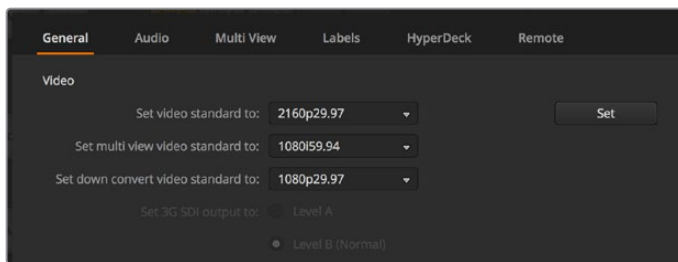 General Audio Multi View Labels HyperDeck Remote
Video
Set video standard to: 2160p29.97 Set
Set multi view video standard to: 1080i59.94
Set down convert video standard to: 1080p29.97
Set 3G SDI output to: Level A
Level B (Normal)